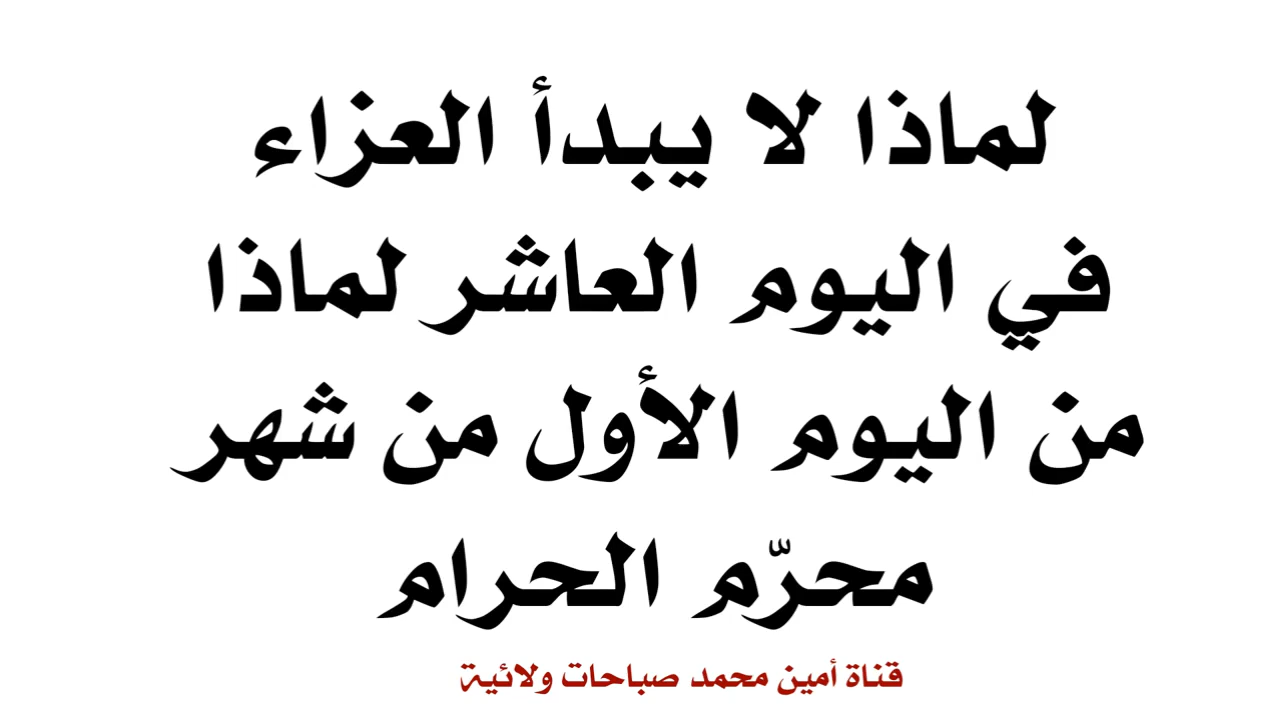 لماذا لا يبدأ العزاء
في اليوم العاشر لماذا
من اليوم الأول من شهر
محرّم الحرام
قناة أمين محمد صباحات ولائية